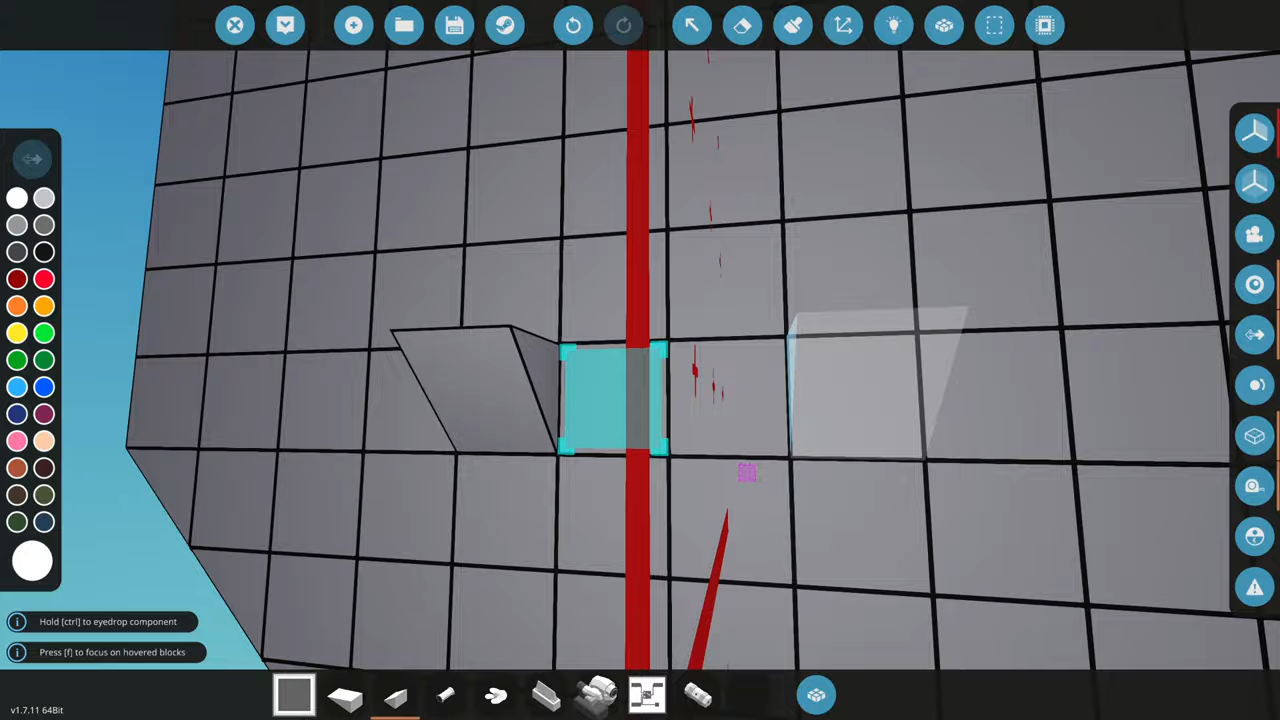 Hold [ctrl] to eyedrop component
Press [f] to focus on hovered blocks
v1.7.11 64Bit